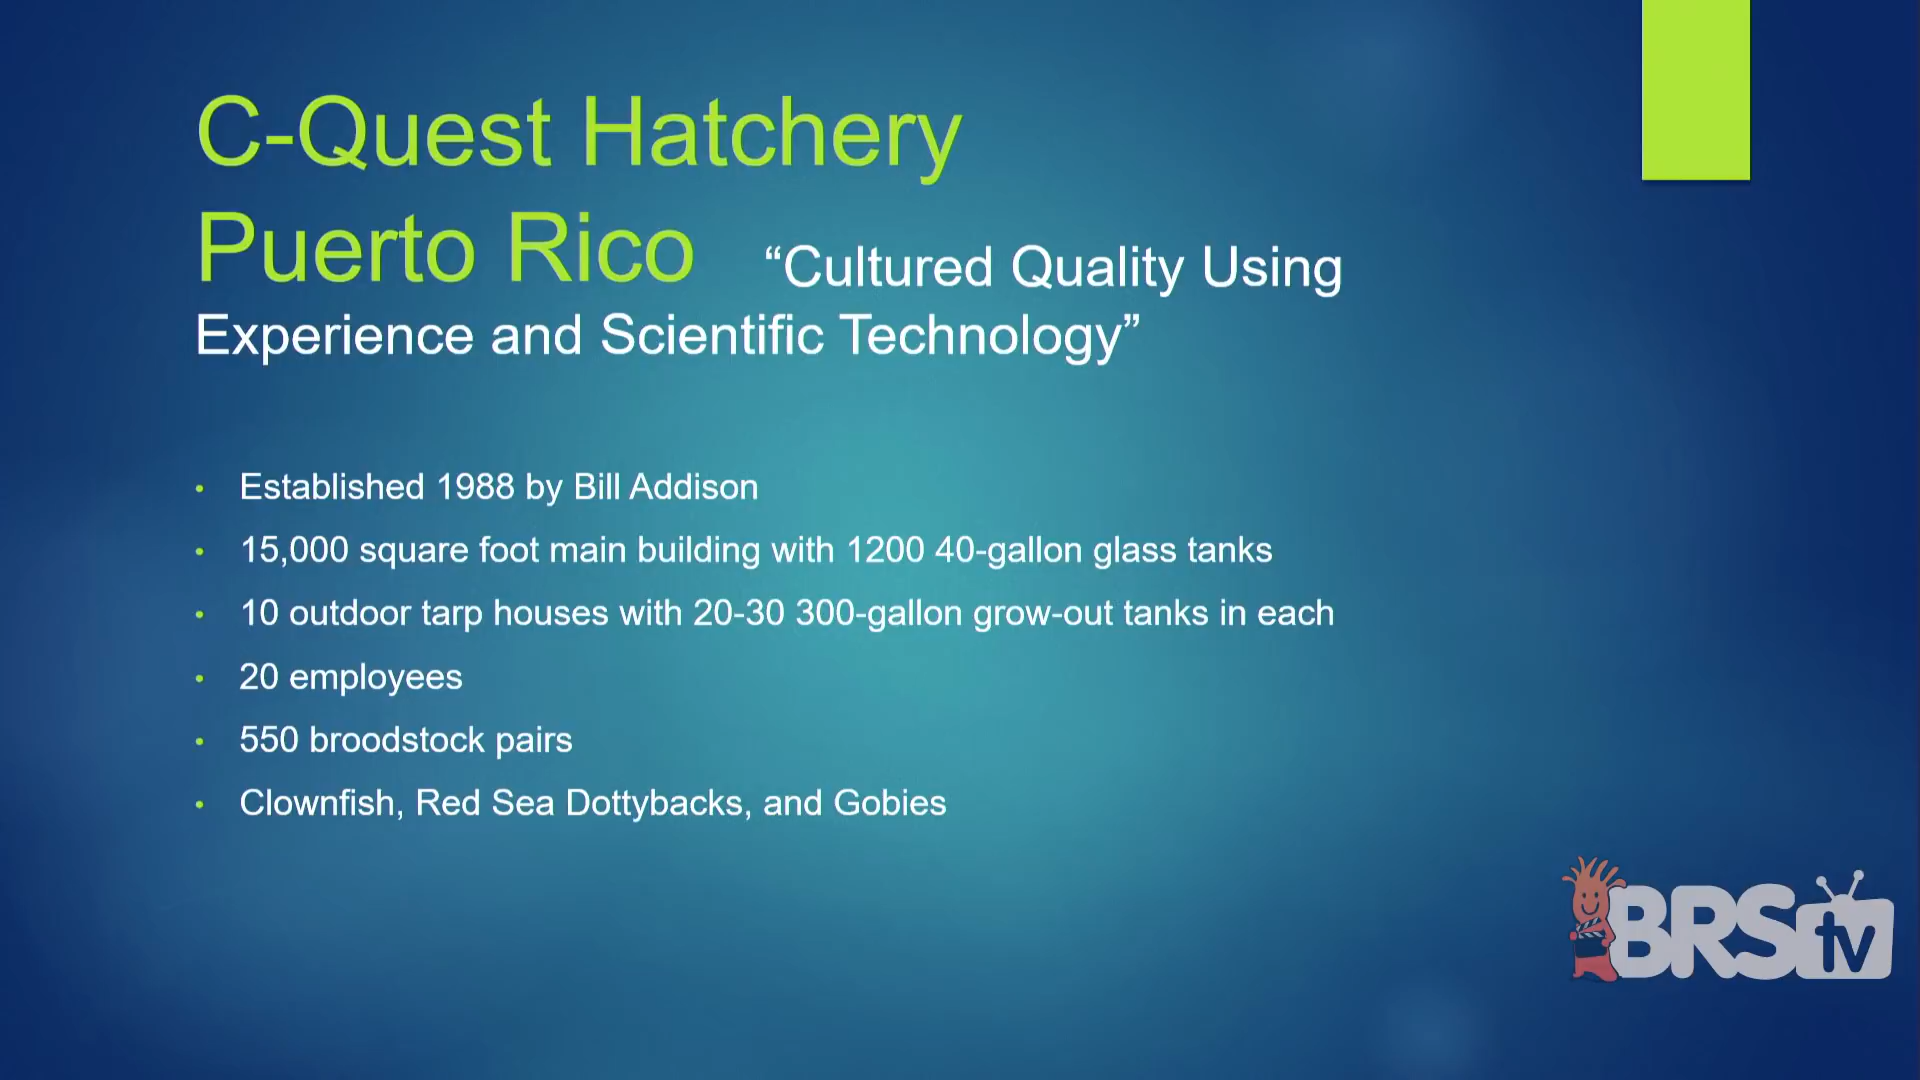 C-Quest Hatchery
Puerto Rico “Cultured Quality Using
Experience and Scientific Technology”
• Established 1988 by Bill Addison
• 15,000 square foot main building with 1200 40-gallon glass tanks
• 10 outdoor tarp houses with 20-30 300-gallon grow-out tanks in each
• 20 employees
• 550 broodstock pairs
• Clownfish, Red Sea Dottybacks, and Gobies
BRS tv